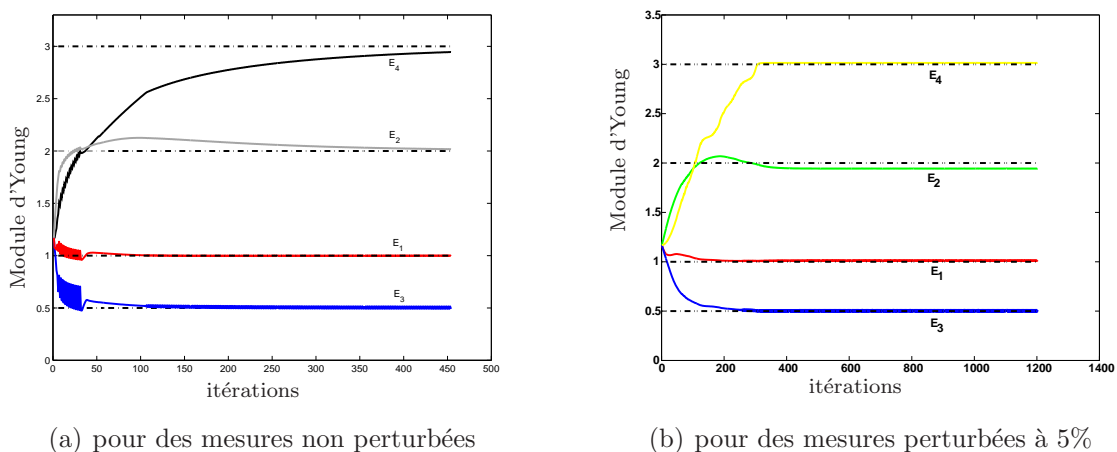 3
2.5
2
1.5
1
0.5
0
0 50 100 150 200 250 300 350 400 450 500
Module d'Young
itérations
E4
E2
E1
E3
(a) pour des mesures non perturbées
3.5
3
2.5
2
1.5
1
0.5
0
0 200 400 600 800 1000 1200 1400
Module d'Young
itérations
E4
E2
E1
E3
(b) pour des mesures perturbées à 5%